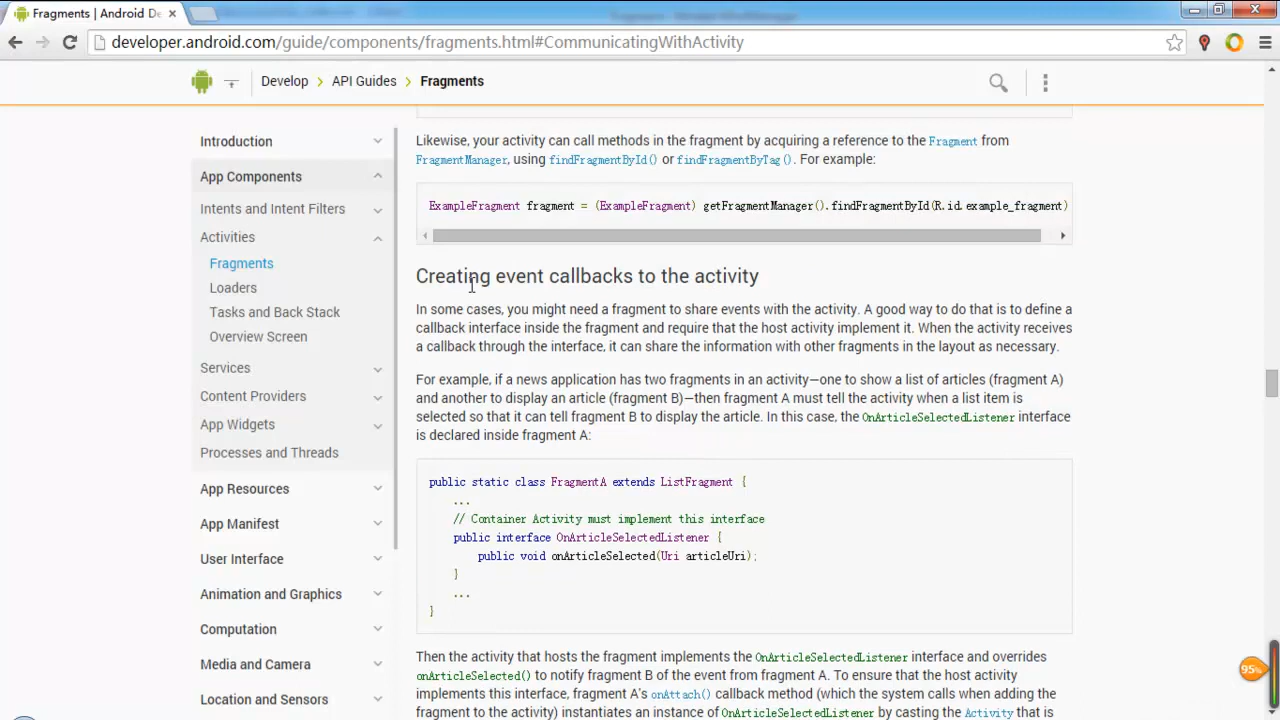 Fragments | Android De
developer.android.com/guide/components/fragments.html#CommunicatingWithActivity
Develop > API Guides > Fragments
Introduction
App Components
Intents and Intent Filters
Activities
Fragments
Loaders
Tasks and Back Stack
Overview Screen
Services
Content Providers
App Widgets
Processes and Threads
App Resources
App Manifest
User Interface
Animation and Graphics
Computation
Media and Camera
Location and Sensors
Likewise, your activity can call methods in the fragment by acquiring a reference to the Fragment from
FragmentManager, using findFragmentById() or findFragmentByTag(). For example:
ExampleFragment fragment = (ExampleFragment) getFragmentManager().findFragmentById(R.id.example_fragment)
Creating event callbacks to the activity
In some cases, you might need a fragment to share events with the activity. A good way to do that is to define a
callback interface inside the fragment and require that the host activity implement it. When the activity receives
a callback through the interface, it can share the information with other fragments in the layout as necessary.
For example, if a news application has two fragments in an activity—one to show a list of articles (fragment A)
and another to display an article (fragment B)—then fragment A must tell the activity when a list item is
selected so that it can tell fragment B to display the article. In this case, the OnArticleSelectedListener interface
is declared inside fragment A:
public static class FragmentA extends ListFragment {
...
// Container Activity must implement this interface
public interface OnArticleSelectedListener {
public void onArticleSelected(Uri articleUri);
}
...
}
Then the activity that hosts the fragment implements the OnArticleSelectedListener interface and overrides
onArticleSelected() to notify fragment B of the event from fragment A. To ensure that the host activity
implements this interface, fragment A's onAttach() callback method (which the system calls when adding the
fragment to the activity) instantiates an instance of OnArticleSelectedListener by casting the Activity that is
95%